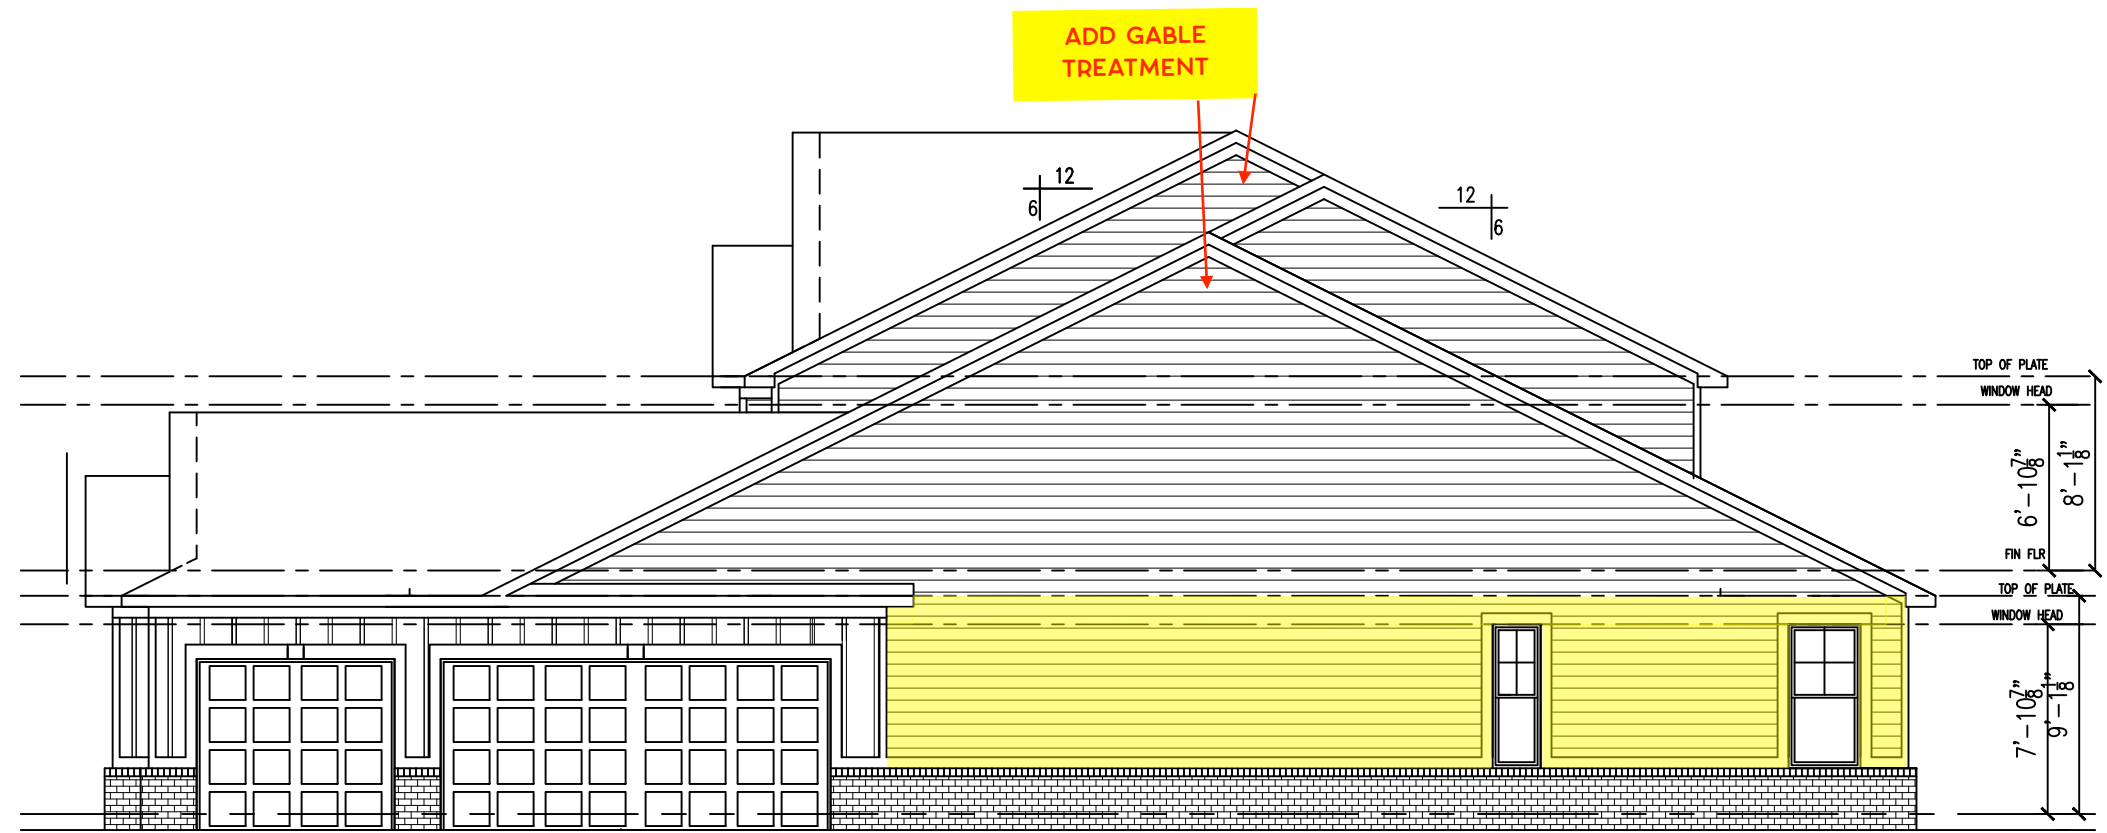 ADD GABLE
TREATMENT
12
6
12
6
TOP OF PLATE
WINDOW HEAD
6'-10 7/8"
8'-1 1/8"
FIN FLR
TOP OF PLATE
WINDOW HEAD
7'-10 7/8"
9'-1 1/8"